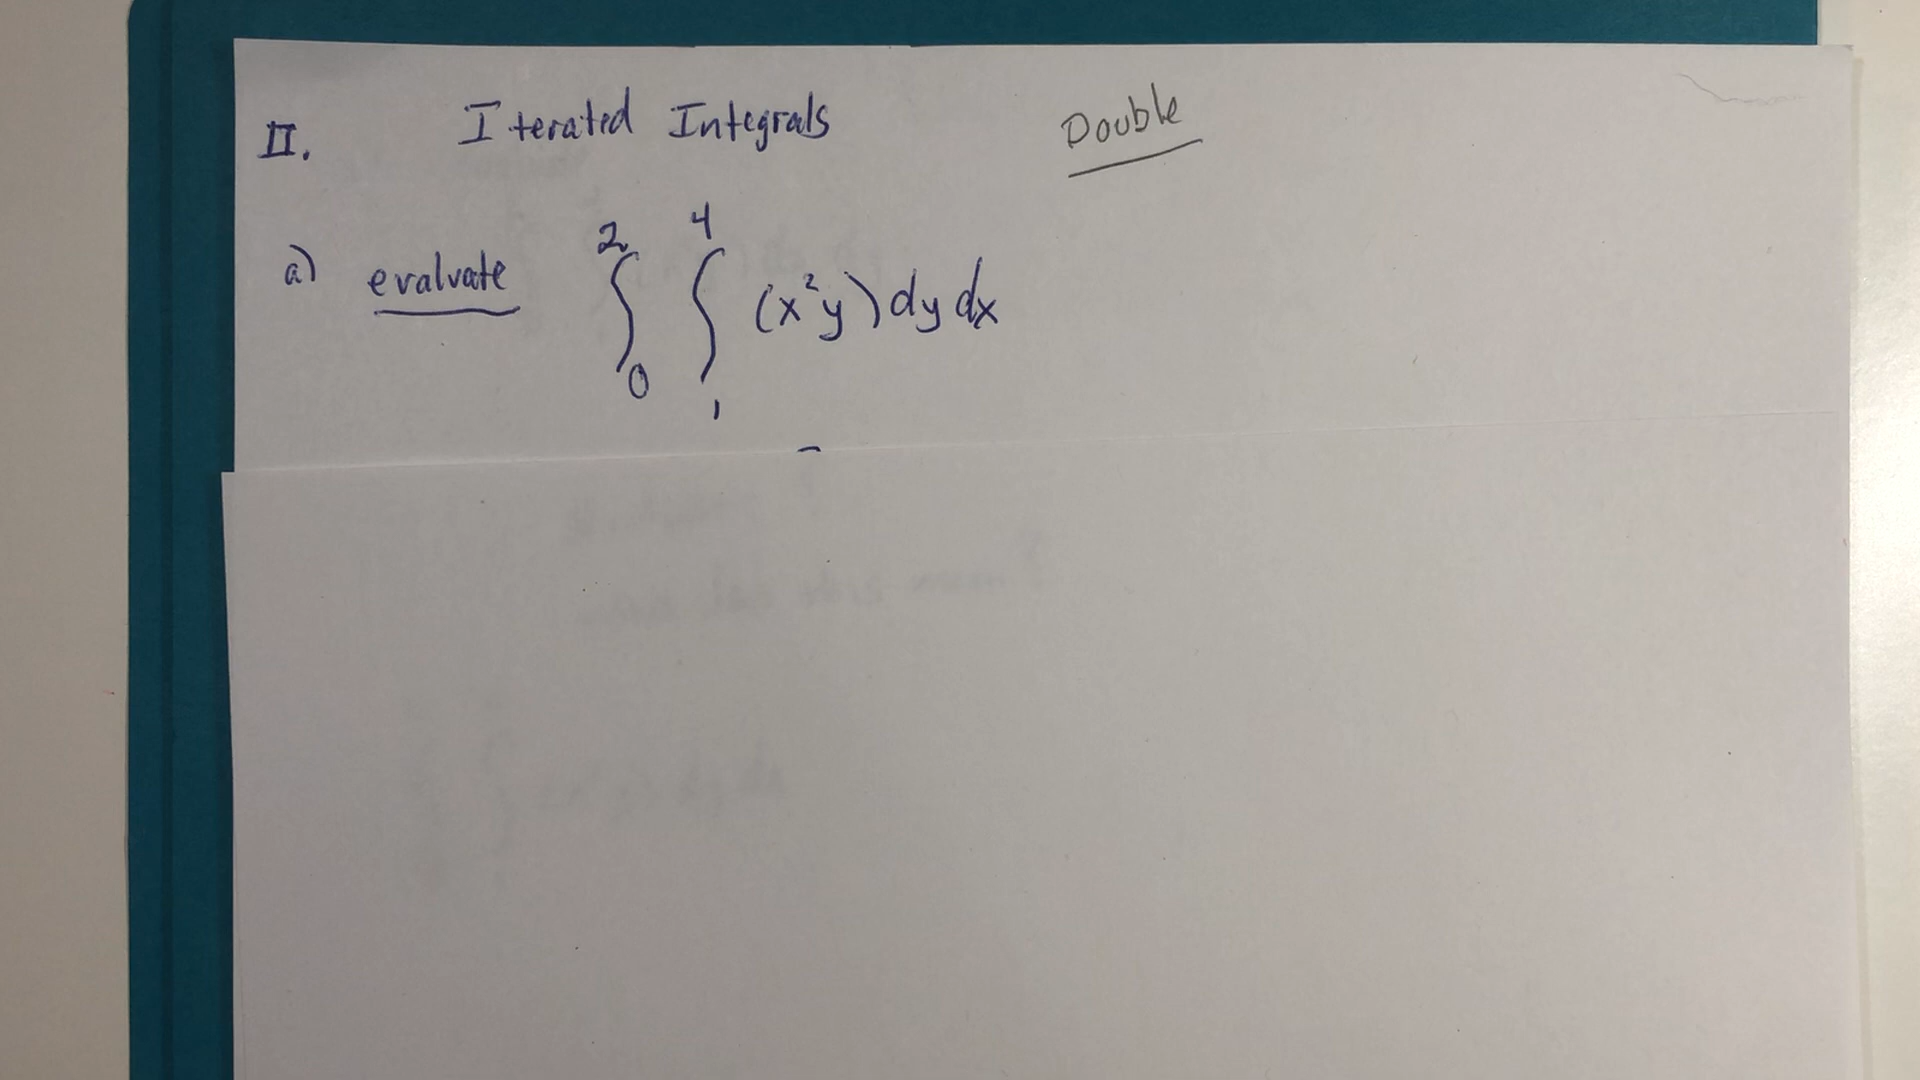 II. Iterated Integrals Double
a) evaluate ∫₀² ∫₁⁴ (x²y) dy dx